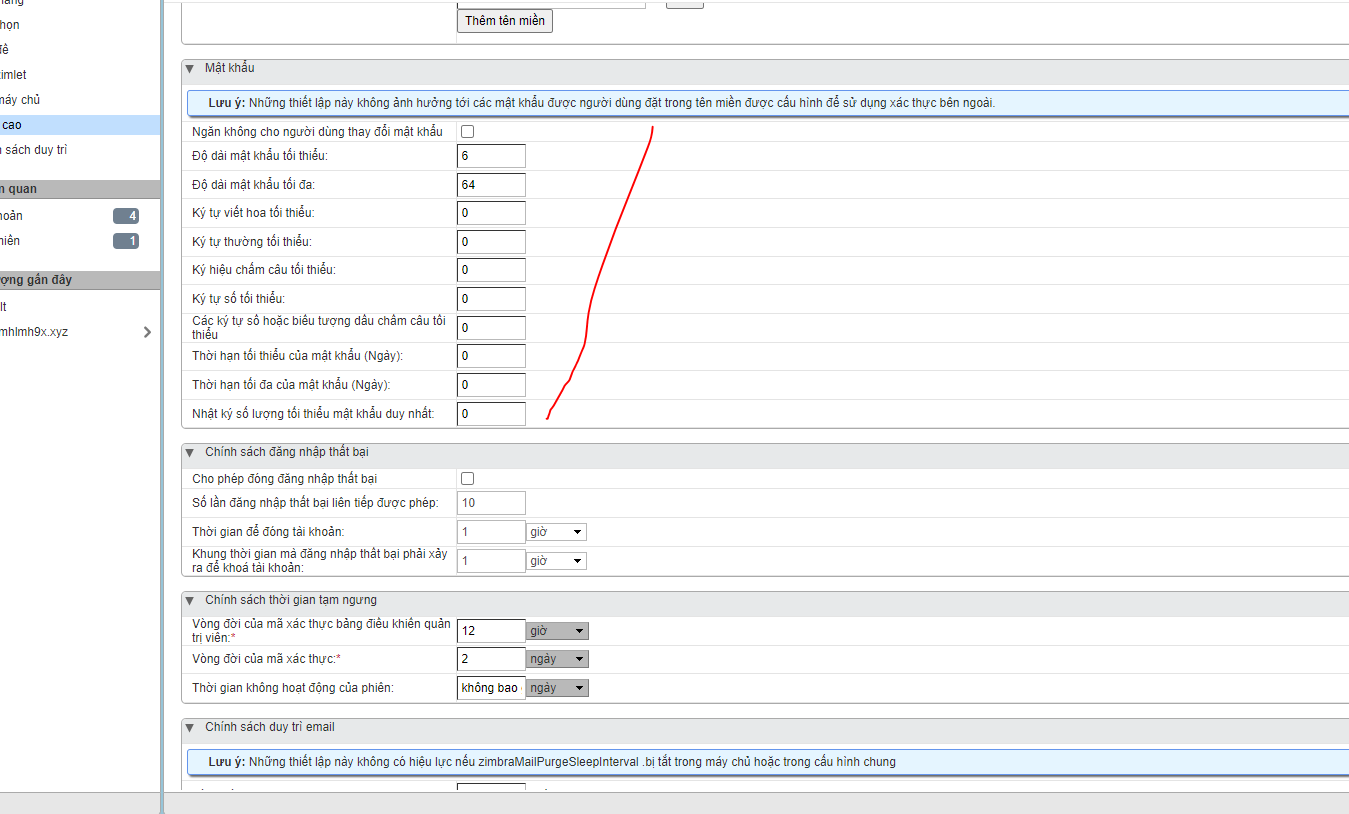 họn
đề
imlet
máy chủ
cao
sách duy trì
n quan
hoản 4
miền 1
ượng gần đây
lt
mhlmh9x.xyz
Thêm tên miền
Mật khẩu
Lưu ý: Những thiết lập này không ảnh hưởng tới các mật khẩu được người dùng đặt trong tên miền được cấu hình để sử dụng xác thực bên ngoài.
Ngăn không cho người dùng thay đổi mật khẩu
Độ dài mật khẩu tối thiểu: 6
Độ dài mật khẩu tối đa: 64
Ký tự viết hoa tối thiểu: 0
Ký tự thường tối thiểu: 0
Ký hiệu chấm câu tối thiểu: 0
Ký tự số tối thiểu: 0
Các ký tự số hoặc biểu tượng dấu chấm câu tối
thiểu 0
Thời hạn tối thiểu của mật khẩu (Ngày): 0
Thời hạn tối đa của mật khẩu (Ngày): 0
Nhật ký số lượng tối thiểu mật khẩu duy nhất: 0
Chính sách đăng nhập thất bại
Cho phép đóng đăng nhập thất bại
Số lần đăng nhập thất bại liên tiếp được phép: 10
Thời gian để đóng tài khoản: 1 giờ
Khung thời gian mà đăng nhập thất bại phải xảy
ra để khoá tài khoản: 1 giờ
Chính sách thời gian tạm ngưng
Vòng đời của mã xác thực bảng điều khiển quản
trị viên:* 12 giờ
Vòng đời của mã xác thực:* 2 ngày
Thời gian không hoạt động của phiên: không bao ngày
Chính sách duy trì email
Lưu ý: Những thiết lập này không có hiệu lực nếu zimbraMailPurgeSleepInterval .bị tắt trong máy chủ hoặc trong cấu hình chung